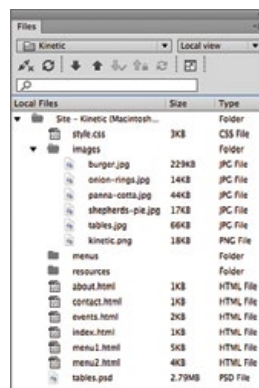 Files
Kinetic Local view
Local Files Size Type
Site - Kinetic (Macintosh... Folder
style.css 3KB CSS File
images Folder
burger.jpg 229KB JPG File
onion-rings.jpg 14KB JPG File
panna-cotta.jpg 44KB JPG File
shepherds-pie.jpg 17KB JPG File
tables.jpg 66KB JPG File
kinetic.png 18KB PNG File
menus Folder
resources Folder
about.html 1KB HTML File
contact.html 1KB HTML File
events.html 2KB HTML File
index.html 1KB HTML File
menu1.html 5KB HTML File
menu2.html 4KB HTML File
tables.psd 2.79MB PSD File